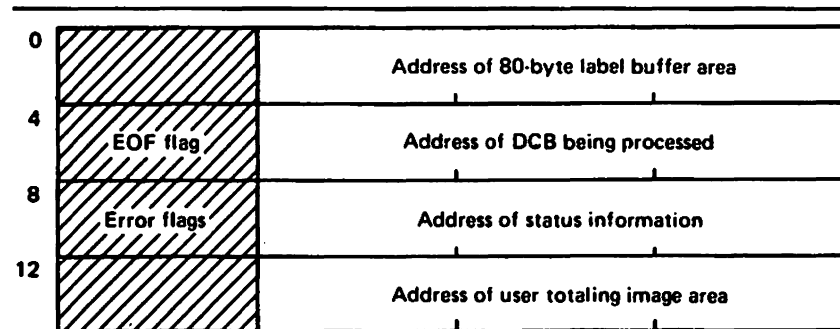 0
Address of 80-byte label buffer area
4
EOF flag Address of DCB being processed
8
Error flags Address of status information
12
Address of user totaling image area